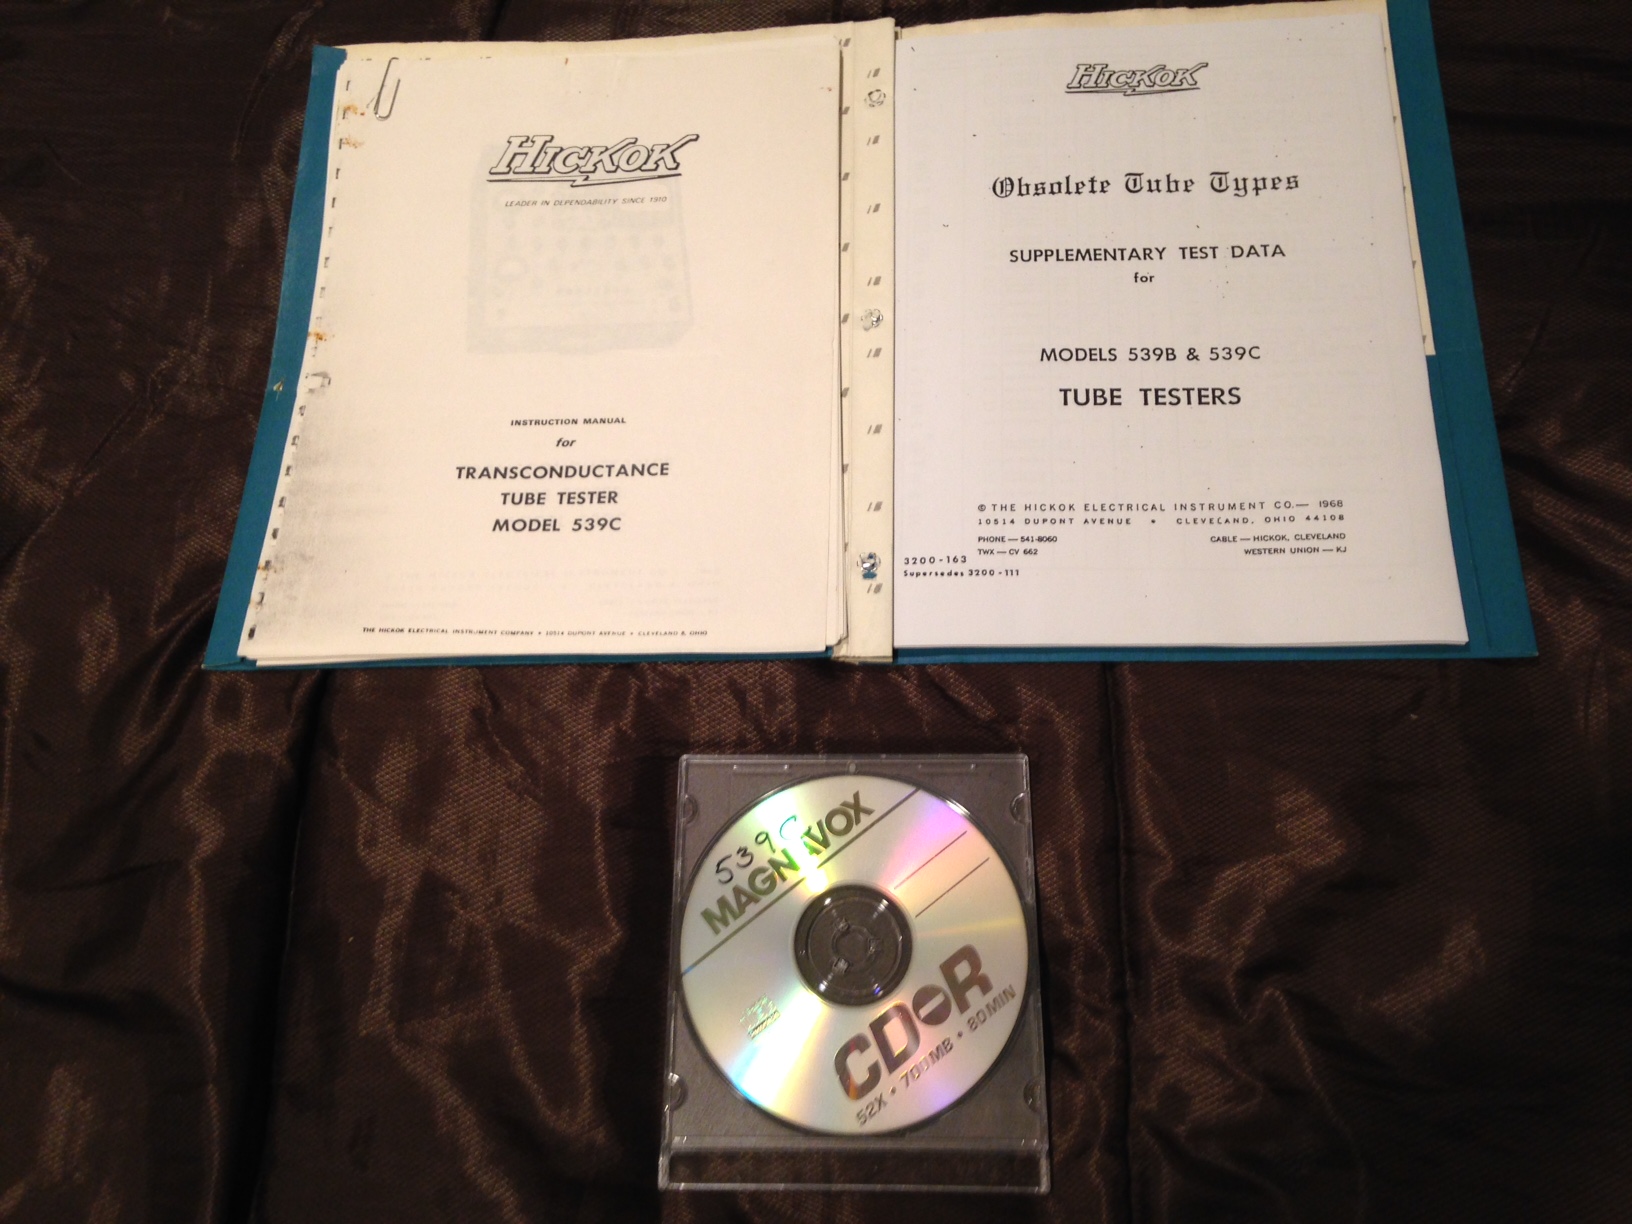 HICKOK
LEADER IN DEPENDABILITY SINCE 1910
INSTRUCTION MANUAL
for
TRANSCONDUCTANCE
TUBE TESTER
MODEL 539C
THE HICKOK ELECTRICAL INSTRUMENT COMPANY • 10514 DUPONT AVENUE • CLEVELAND 8, OHIO
HICKOK
Obsolete Tube Types
SUPPLEMENTARY TEST DATA
for
MODELS 539B & 539C
TUBE TESTERS
© THE HICKOK ELECTRICAL INSTRUMENT CO.— 1968
10514 DUPONT AVENUE • CLEVELAND, OHIO 44108
PHONE — 541-8060 CABLE — HICKOK, CLEVELAND
TWX — CV 662 WESTERN UNION — KJ
3200-163
Supersedes 3200-111
539C
MAGNAVOX
CD-R
52X • 700MB • 80MIN